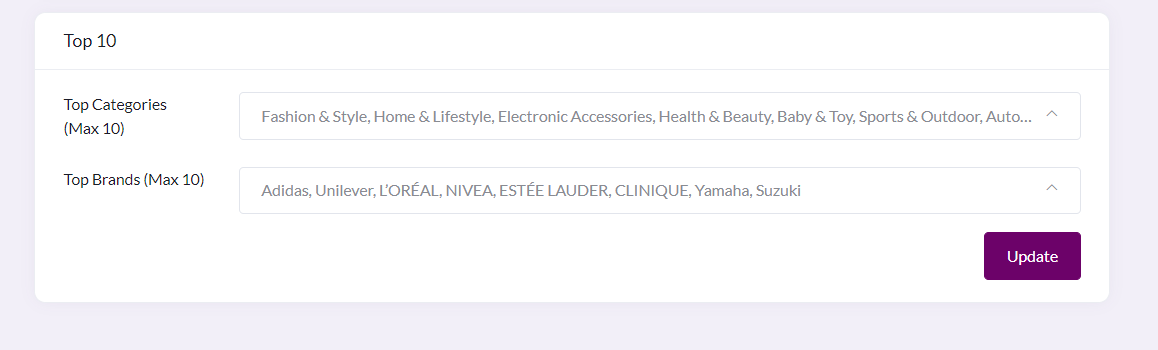 Top 10
Top Categories
(Max 10)
Fashion & Style, Home & Lifestyle, Electronic Accessories, Health & Beauty, Baby & Toy, Sports & Outdoor, Auto...
Top Brands (Max 10)
Adidas, Unilever, L’ORÉAL, NIVEA, ESTÉE LAUDER, CLINIQUE, Yamaha, Suzuki
Update